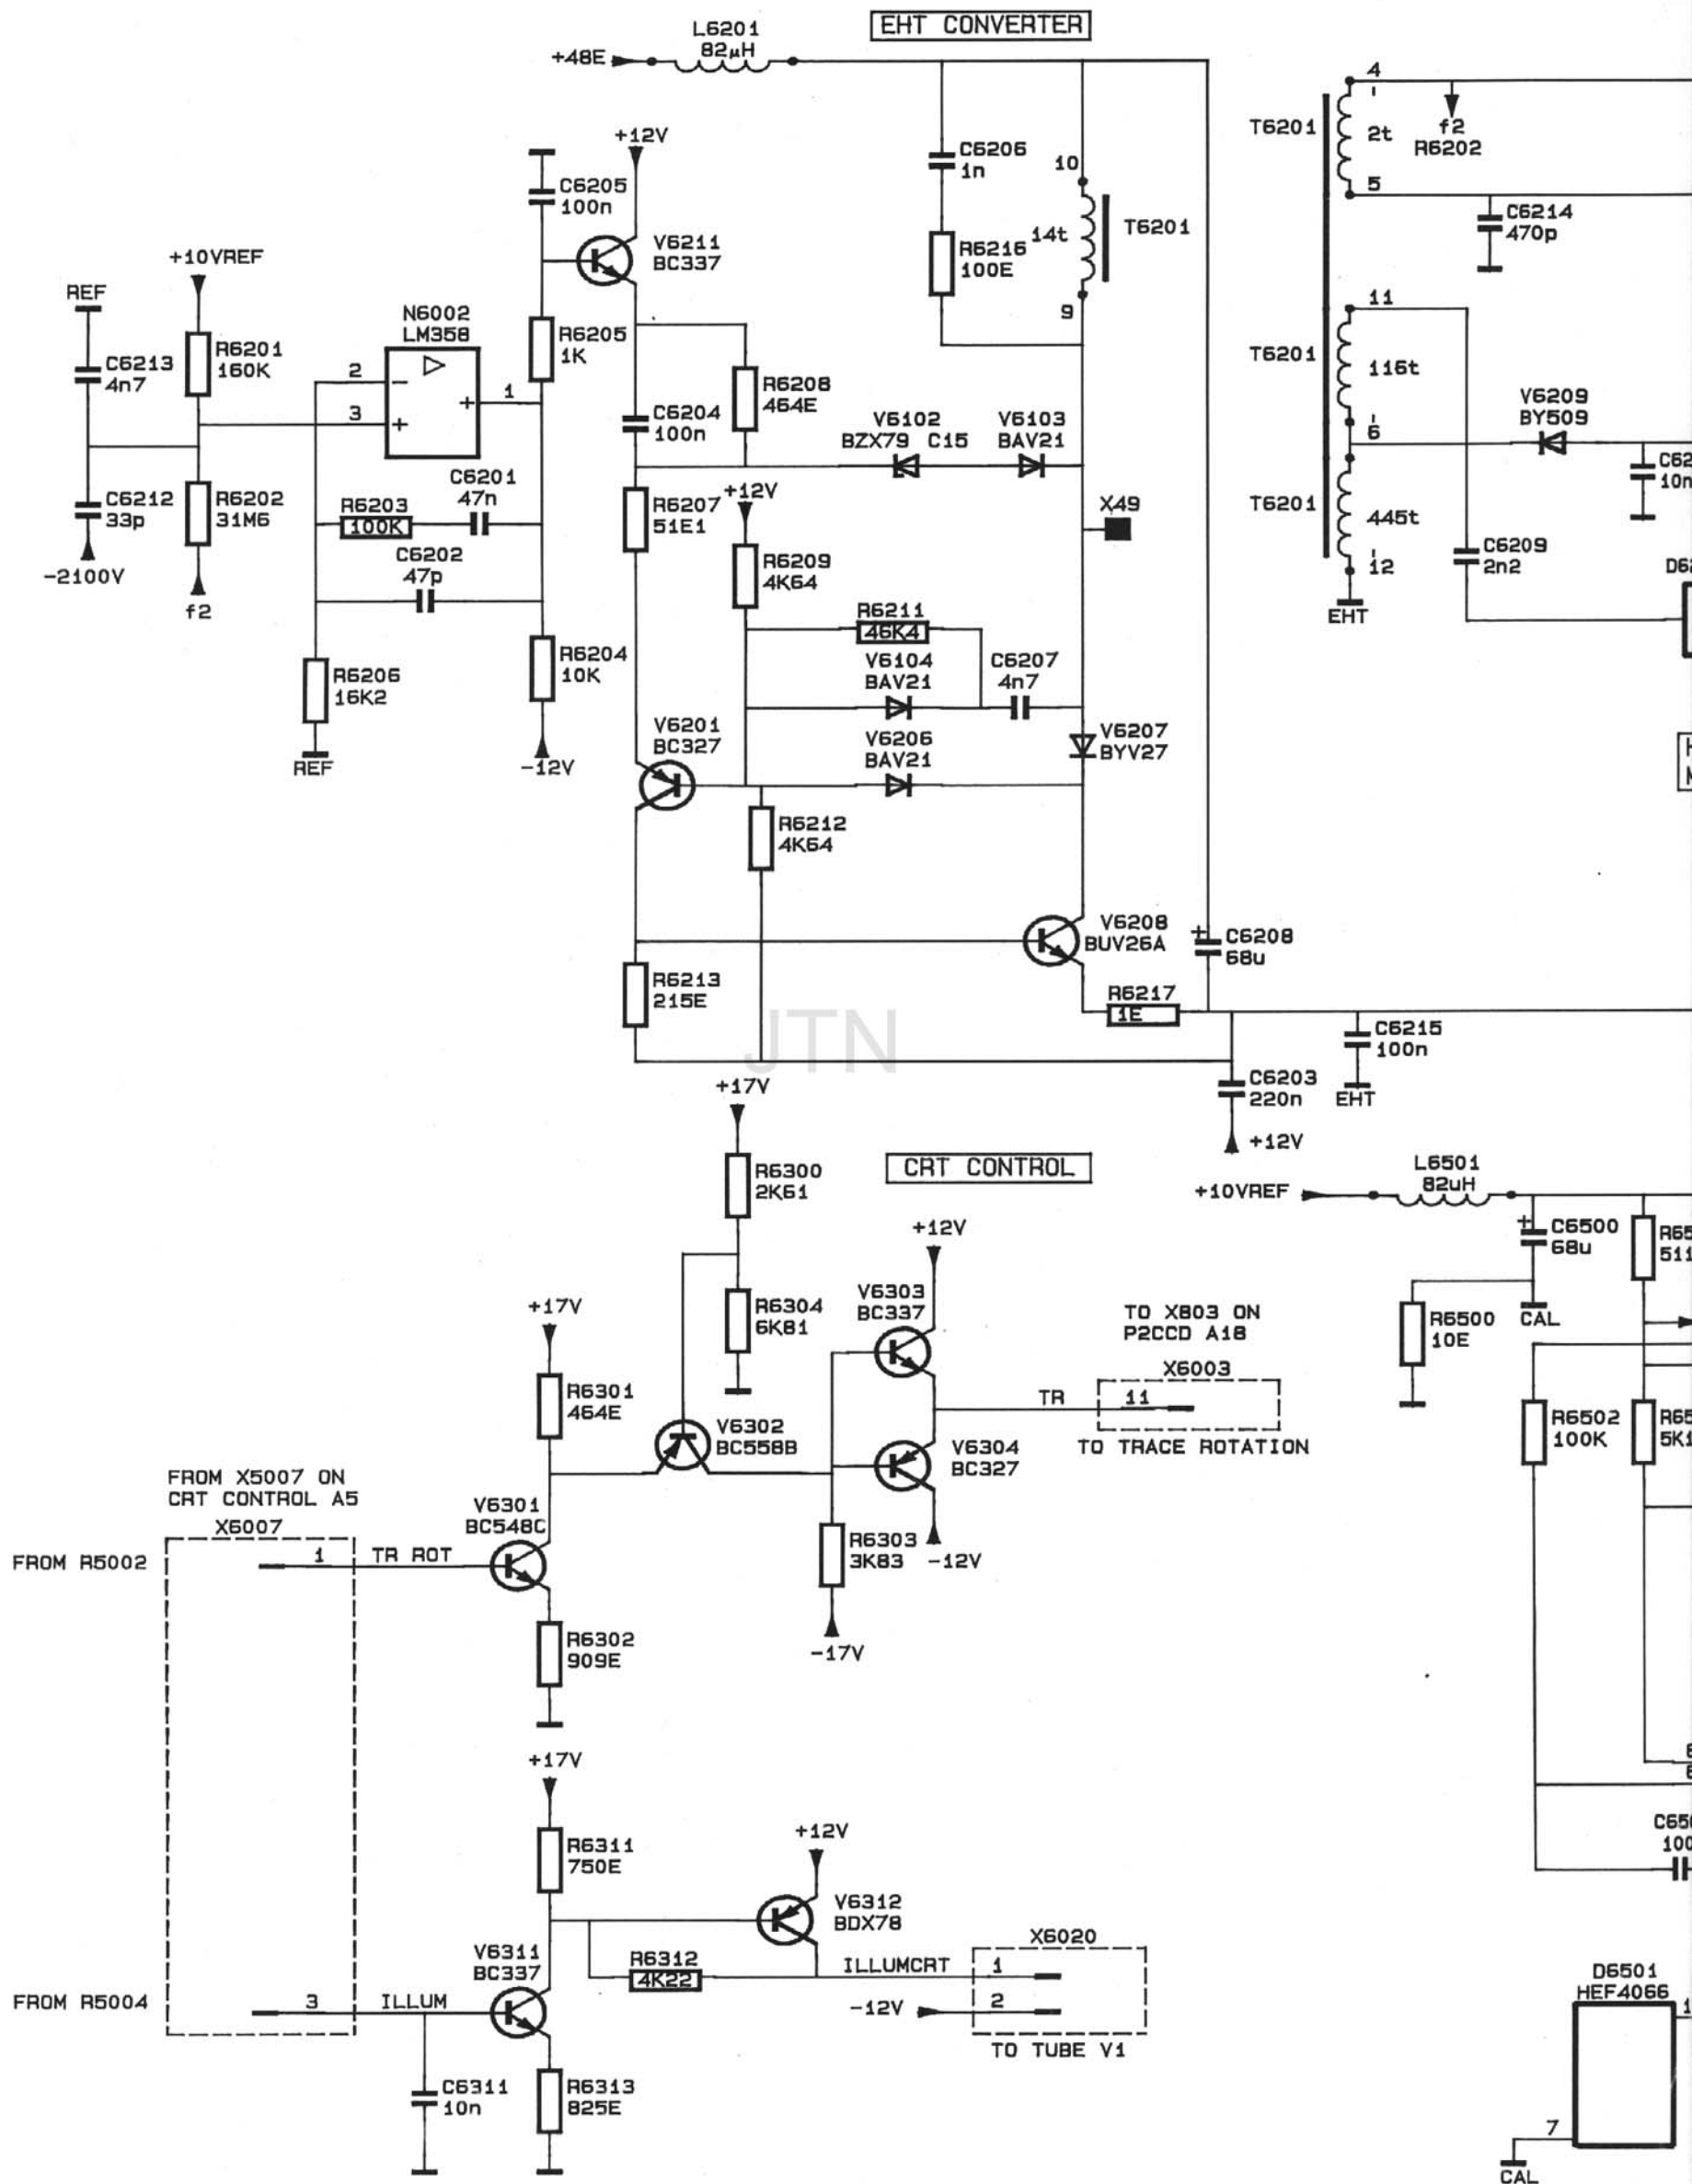 EHT CONVERTER
L6201
82µH
+48E
+12V
C6205
100n
V6211
BC337
C6206
1n
10
R6216
100E
14t
T6201
9
T6201
4
2t
f2
R6202
5
C6214
470p
+10VREF
REF
C6213
4n7
R6201
160K
N6002
LM358
2
3
1
R6205
1K
R6208
464E
C6204
100n
V6102
BZX79 C15
V6103
BAV21
11
T6201
116t
6
V6209
BY509
C62
10n
C6212
33p
-2100V
R6202
31M6
f2
R6203
100K
C6201
47n
C6202
47p
R6207
51E1
+12V
R6209
4K64
X49
T6201
445t
12
EHT
C6209
2n2
D62
R6206
16K2
REF
R6204
10K
-12V
R6211
46K4
V6104
BAV21
C6207
4n7
V6201
BC327
V6206
BAV21
V6207
BYV27
R6212
4K64
V6208
BUV26A
+
C6208
68u
R6213
215E
R6217
1E
C6215
100n
EHT
JTN
C6203
220n
+12V
+17V
R6300
2K61
CRT CONTROL
+10VREF
L6501
82uH
+
C6500
68u
R65
511
R6500
10E
CAL
+17V
R6304
6K81
+12V
V6303
BC337
TO X803 ON
P2CCD A18
X6003
TR
11
TO TRACE ROTATION
R6301
464E
V6302
BC558B
V6304
BC327
R6502
100K
R65
5K1
FROM X5007 ON
CRT CONTROL A5
X6007
V6301
BC548C
R6303
3K83
-12V
-17V
FROM R5002
1
TR ROT
R6302
909E
+17V
R6311
750E
+12V
V6312
BDX78
C650
100
V6311
BC337
R6312
4K22
ILLUMCRT
X6020
1
-12V
2
TO TUBE V1
FROM R5004
3
ILLUM
C6311
10n
R6313
825E
D6501
HEF4066
1
7
CAL